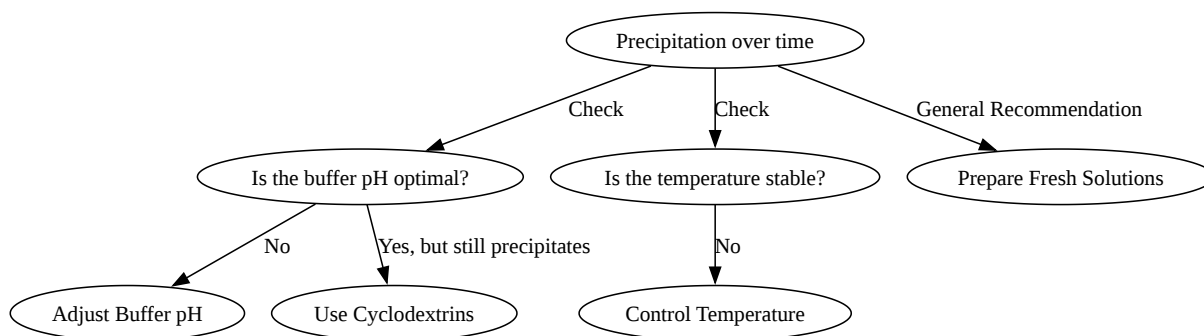 Precipitation over time
Check
Check
General Recommendation
Is the buffer pH optimal?
Is the temperature stable?
Prepare Fresh Solutions
No
Yes, but still precipitates
No
Adjust Buffer pH
Use Cyclodextrins
Control Temperature